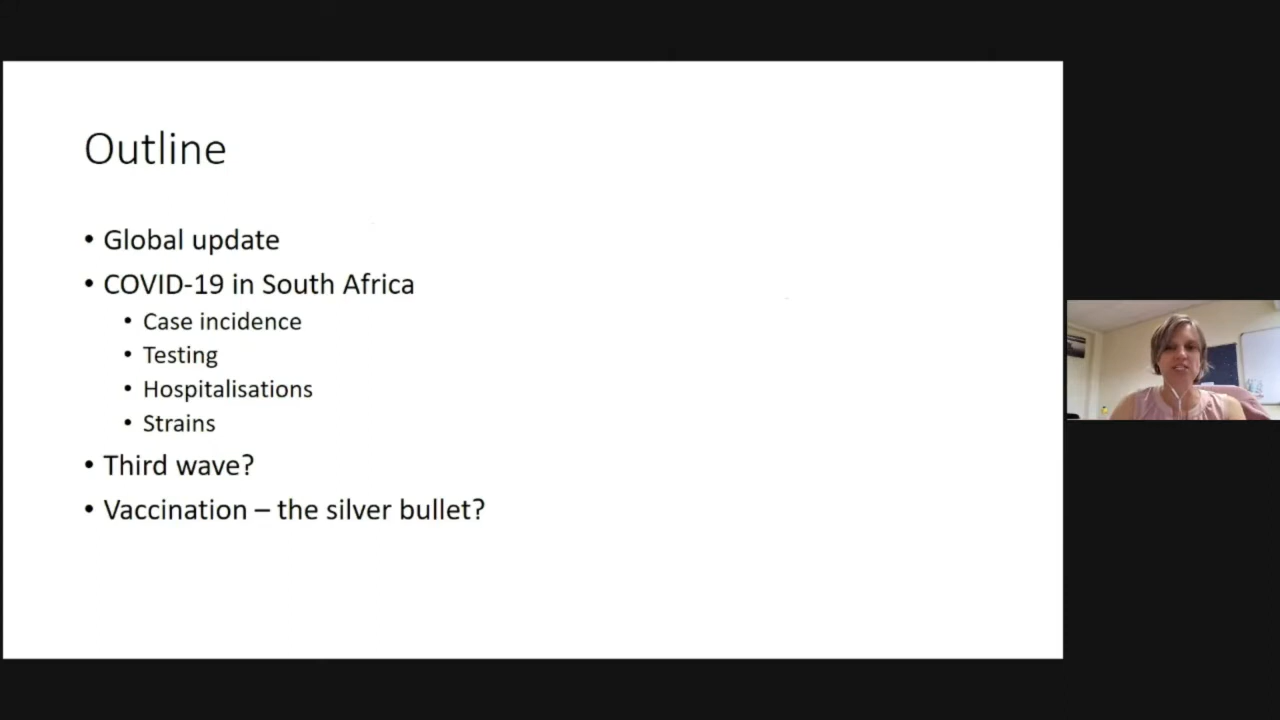 Outline
• Global update
• COVID-19 in South Africa
• Case incidence
• Testing
• Hospitalisations
• Strains
• Third wave?
• Vaccination – the silver bullet?